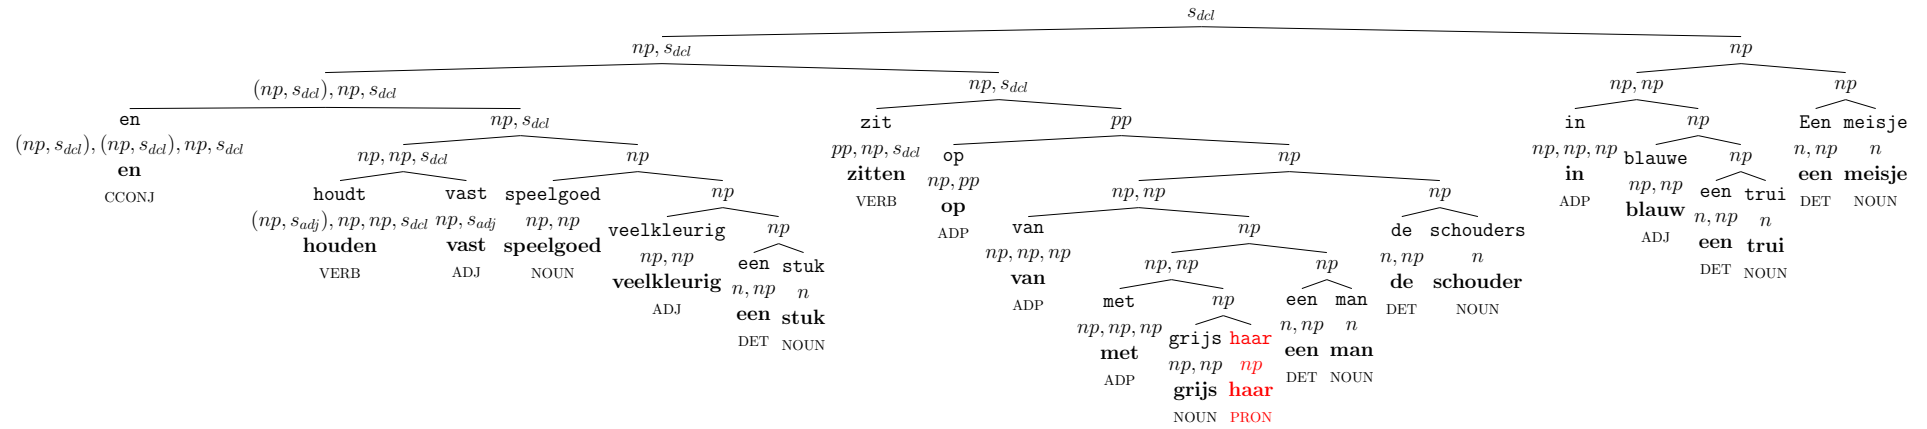 s_dcl
np, s_dcl np
(np, s_dcl), np, s_dcl np, s_dcl np, np np
en np, s_dcl zit pp in np Een meisje
(np, s_dcl), (np, s_dcl), np, s_dcl np, np, s_dcl np pp, np, s_dcl op np np, np, np blauwe np n, np n
en houdt vast speelgoed np zitten np, pp np, np np in np, np een trui een meisje
CCONJ (np, s_adj), np, np, s_dcl np, s_adj np, np veelkleurig np VERB op van np de schouders ADP blauw n, np n DET NOUN
houden vast speelgoed np, np een stuk ADP np, np, np np, np np n, np n ADJ een trui
VERB ADJ NOUN veelkleurig n, np n van met np een man de schouder DET NOUN
ADJ een stuk ADP np, np, np grijs haar n, np n DET NOUN
DET NOUN met np, np np een man
ADP grijs haar DET NOUN
NOUN PRON